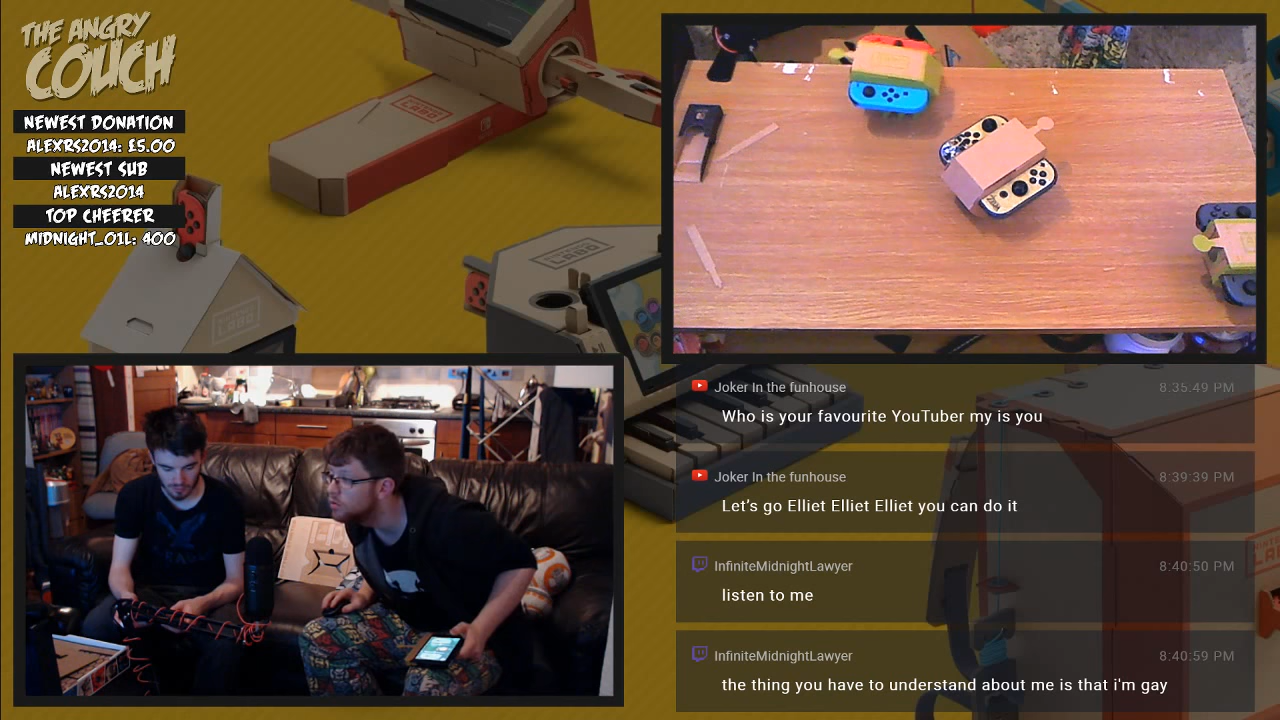 THE ANGRY
COUCH
NEWEST DONATION
ALEXRS2014: £5.00
NEWEST SUB
ALEXRS2014
TOP CHEERER
MIDNIGHT_01L: 400
Joker In the funhouse 8:35:49 PM
Who is your favourite YouTuber my is you
Joker In the funhouse 8:39:39 PM
Let's go Elliet Elliet Elliet you can do it
InfiniteMidnightLawyer 8:40:50 PM
listen to me
InfiniteMidnightLawyer 8:40:59 PM
the thing you have to understand about me is that i'm gay